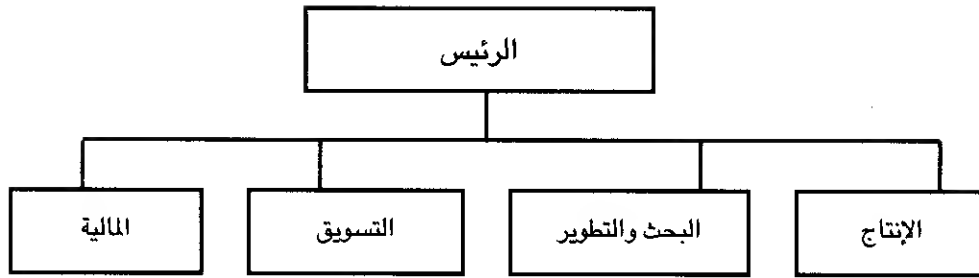 الرئيس
الإنتاج
البحث والتطوير
التسويق
المالية